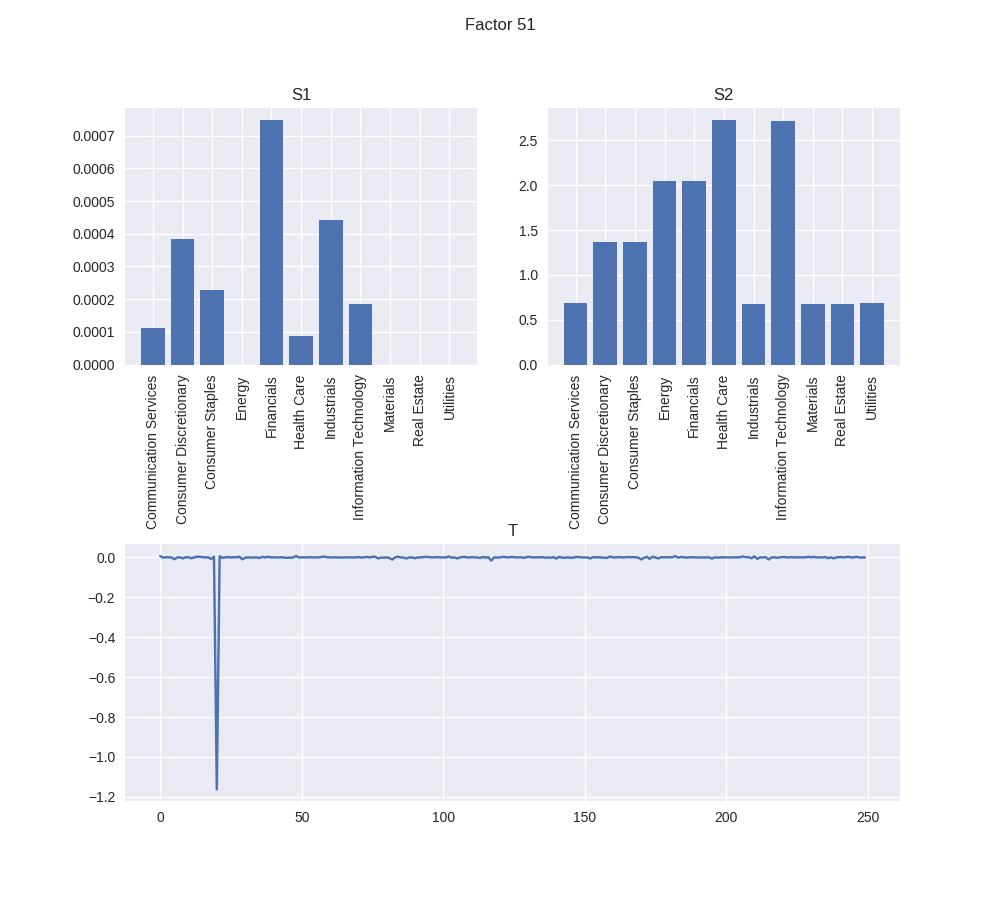 Factor 51
S1
S2
0.0007
0.0006
0.0005
0.0004
0.0003
0.0002
0.0001
0.0000
2.5
2.0
1.5
1.0
0.5
0.0
Communication Services
Consumer Discretionary
Consumer Staples
Energy
Financials
Health Care
Industrials
Information Technology
Materials
Real Estate
Utilities
Communication Services
Consumer Discretionary
Consumer Staples
Energy
Financials
Health Care
Industrials
Information Technology
Materials
Real Estate
Utilities
T
0.0
−0.2
−0.4
−0.6
−0.8
−1.0
−1.2
0
50
100
150
200
250